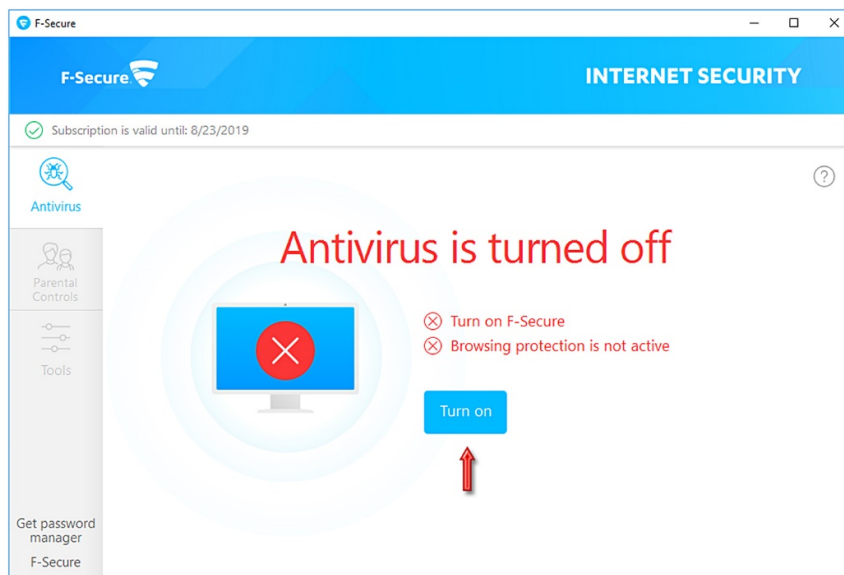 F-Secure
F-Secure.
INTERNET SECURITY
Subscription is valid until: 8/23/2019
Antivirus
Parental
Controls
Tools
Antivirus is turned off
Turn on F-Secure
Browsing protection is not active
Turn on
Get password
manager
F-Secure